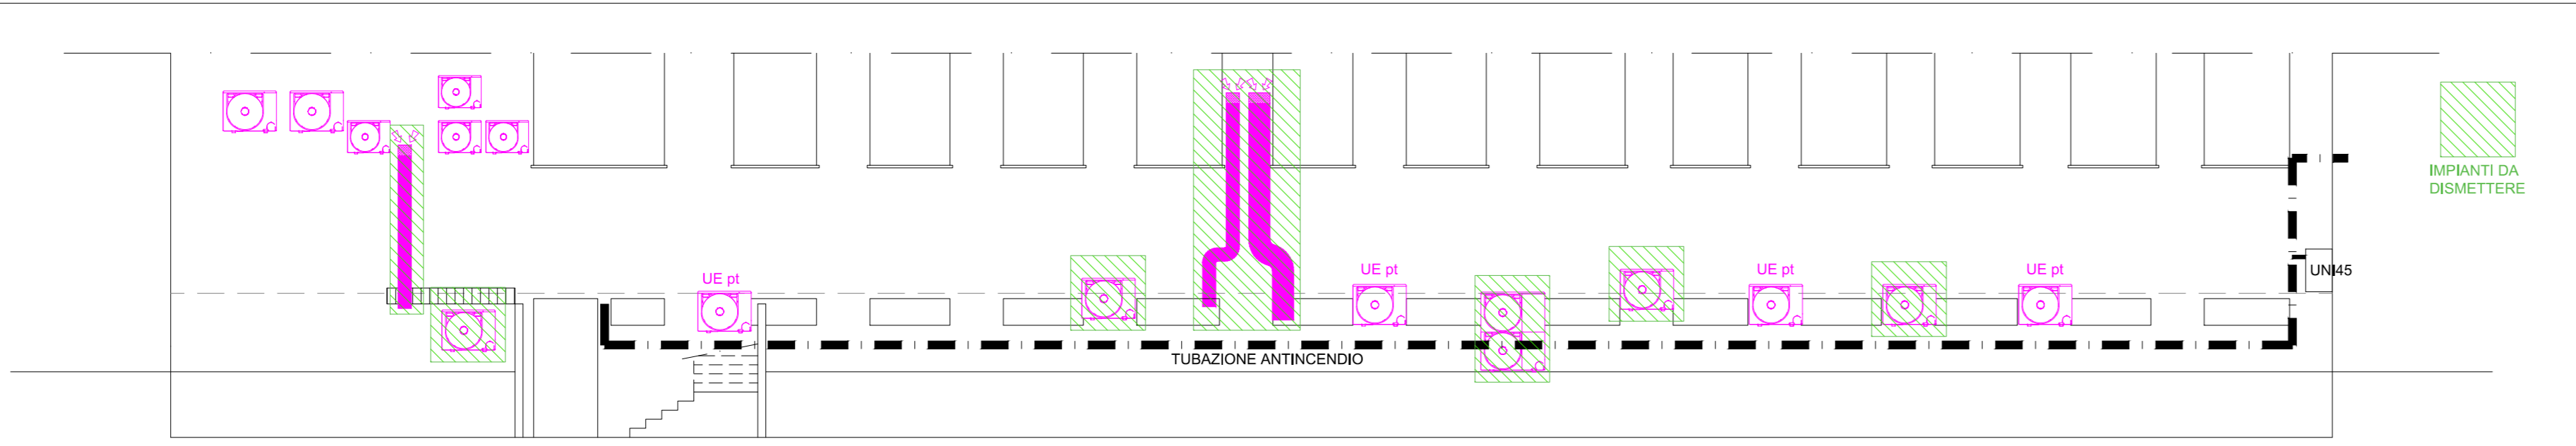 IMPIANTI DA
DISMETTERE
UE pt
UE pt
UE pt
UE pt
UNI45
TUBAZIONE ANTINCENDIO